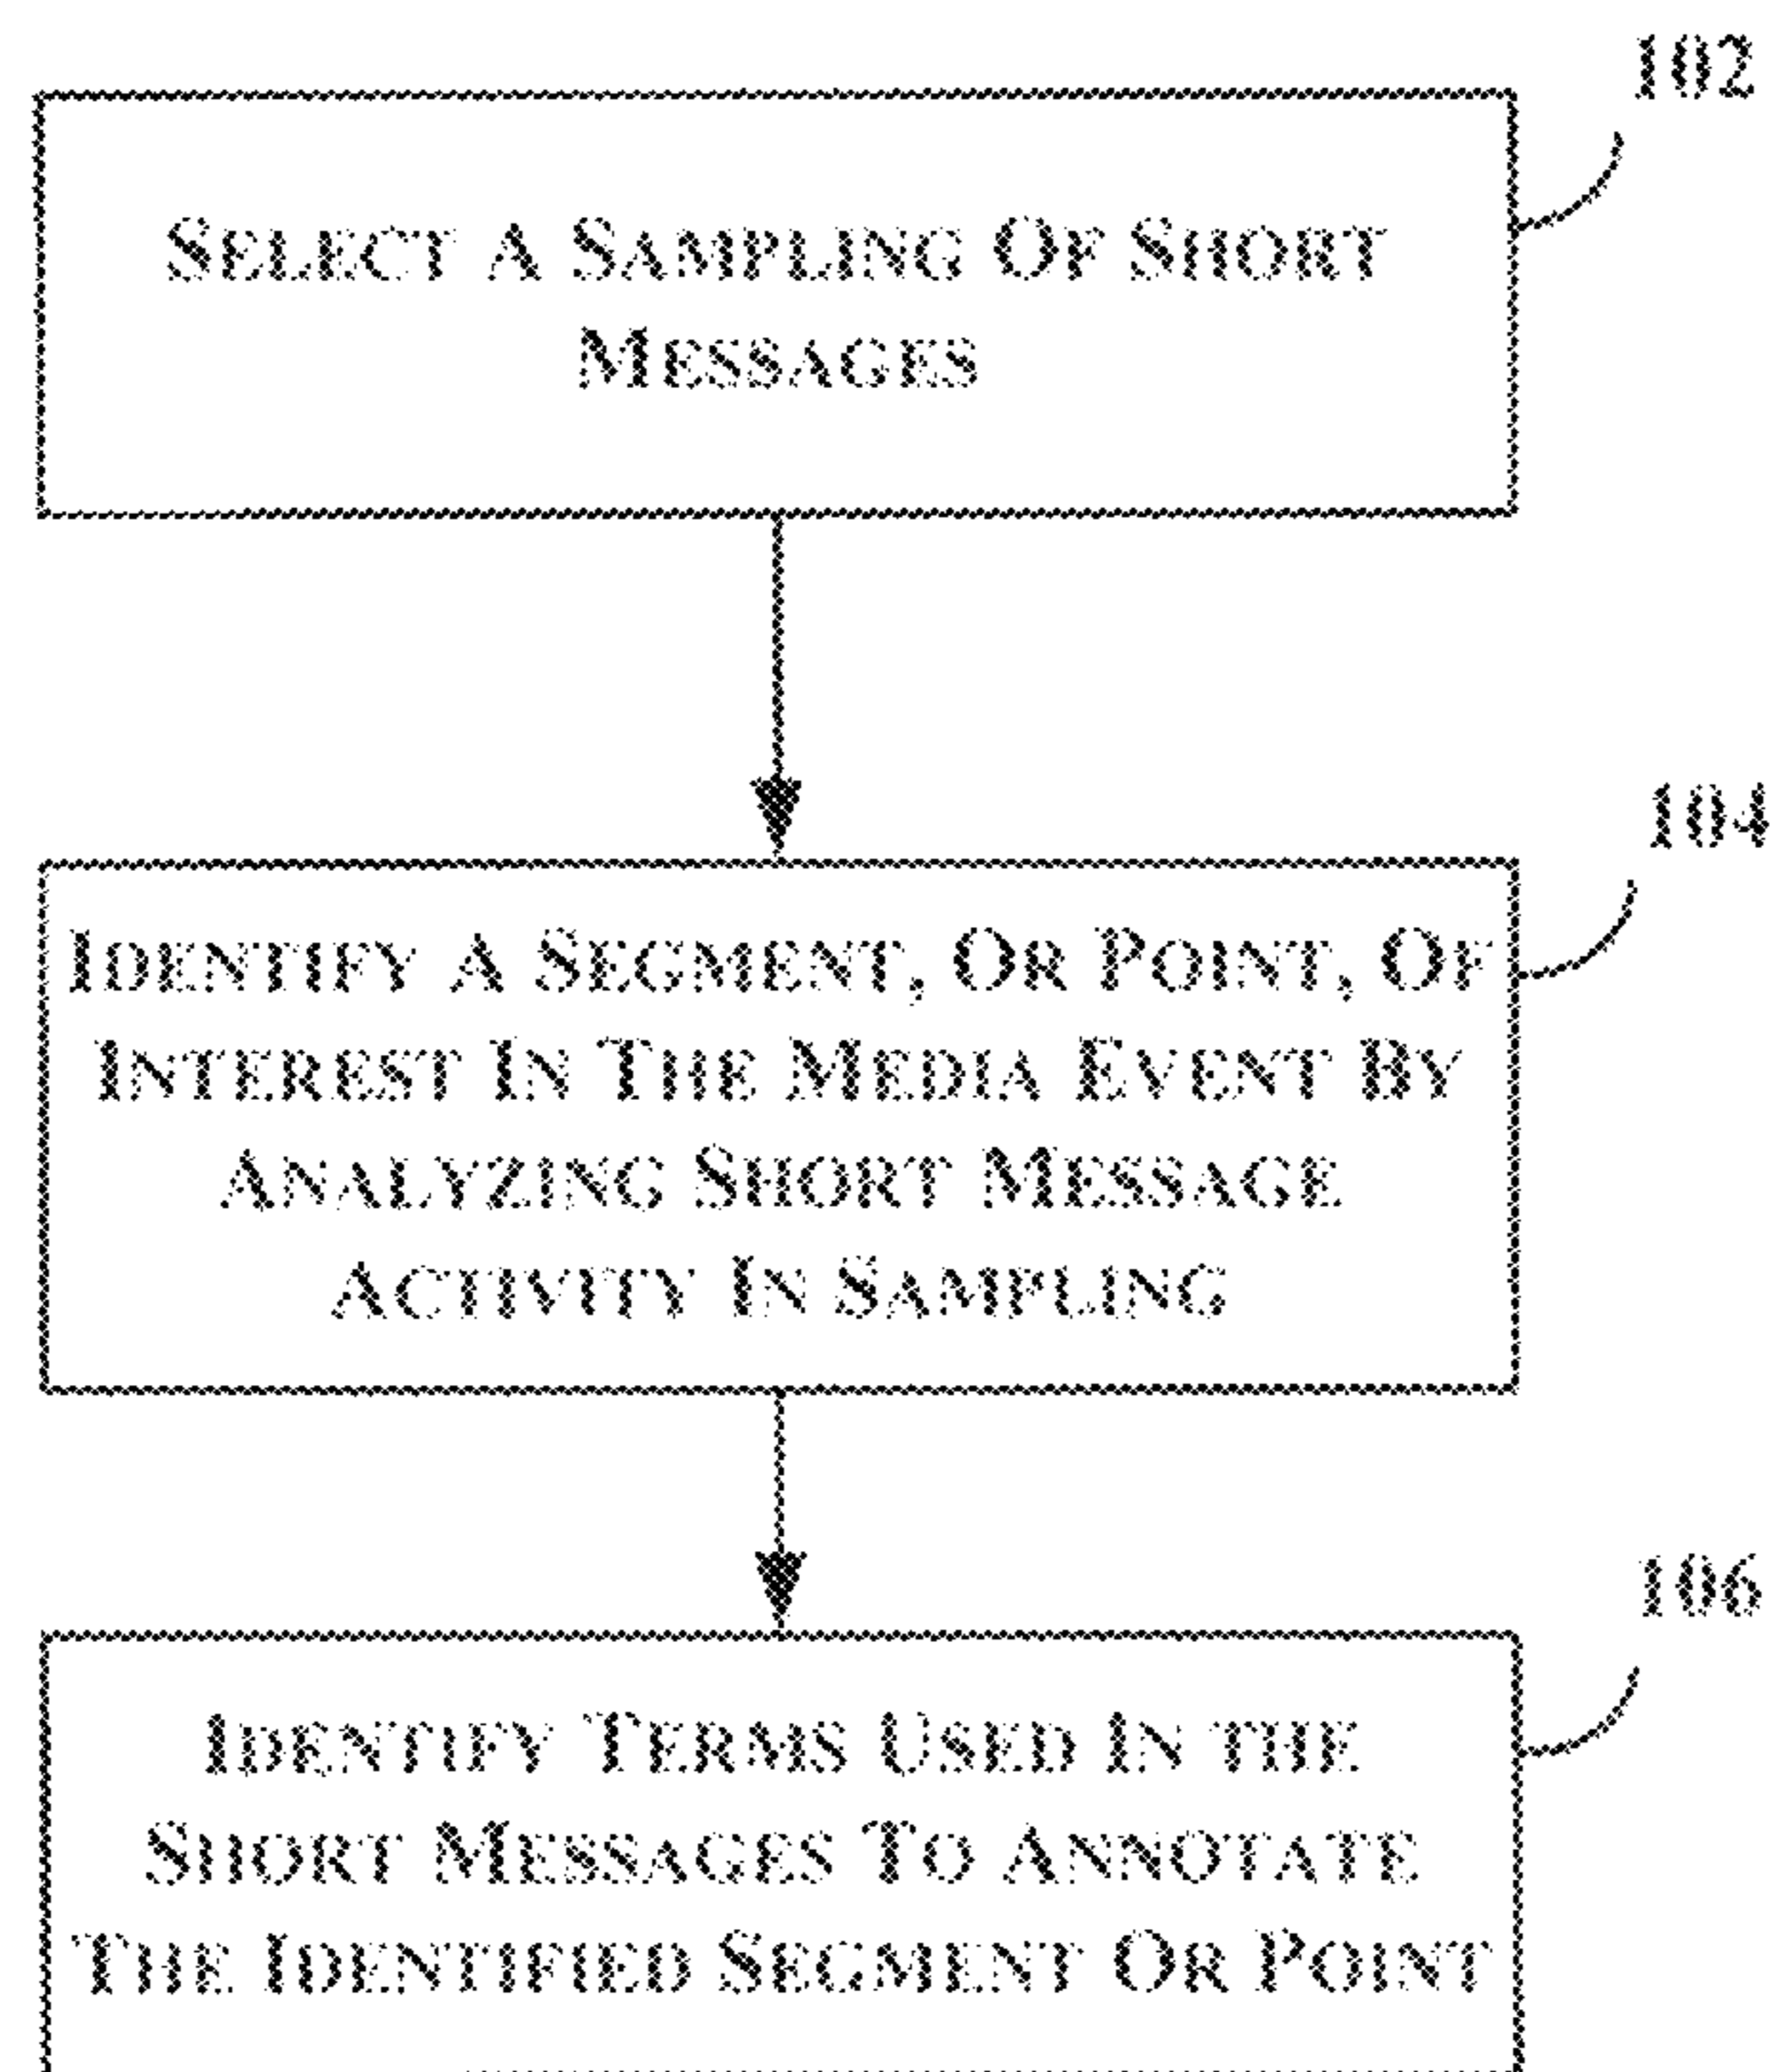 102
Select A Sampling Of Short
Messages
104
Identify A Segment, Or Point, Of
Interest In The Media Event By
Analyzing Short Message
Activity In Sampling
106
Identify Terms Used In the
Short Messages To Annotate
The Identified Segment Or Point